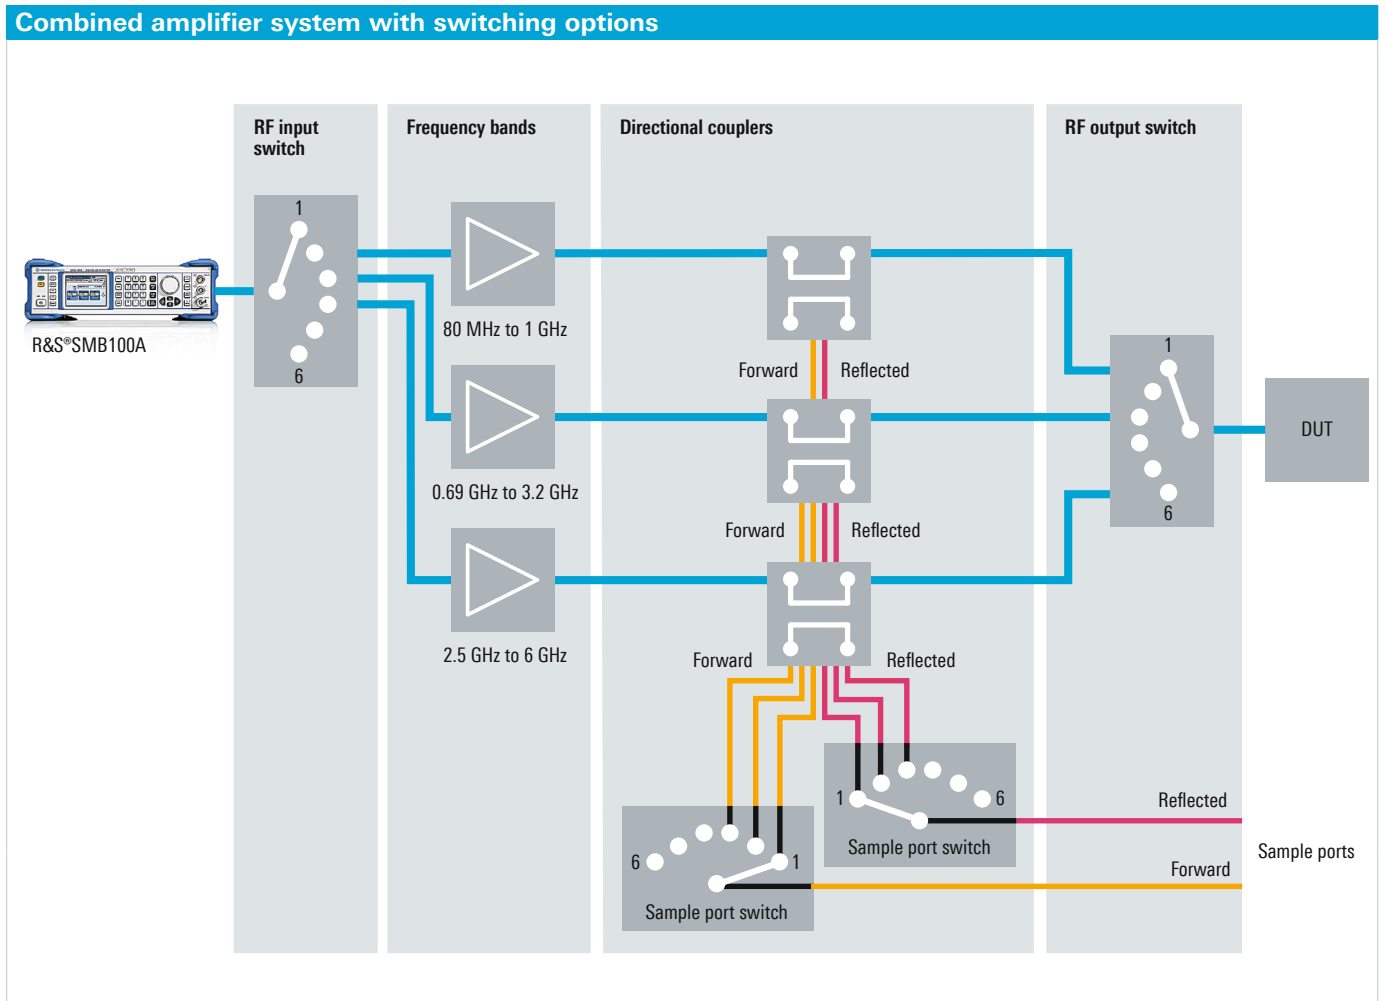 Combined amplifier system with switching options
RF input
switch
Frequency bands
Directional couplers
RF output switch
1
6
R&S®SMB100A
80 MHz to 1 GHz
Forward
Reflected
1
6
DUT
0.69 GHz to 3.2 GHz
Forward
Reflected
2.5 GHz to 6 GHz
Forward
Reflected
1
6
Sample port switch
Reflected
6
1
Sample port switch
Forward
Sample ports